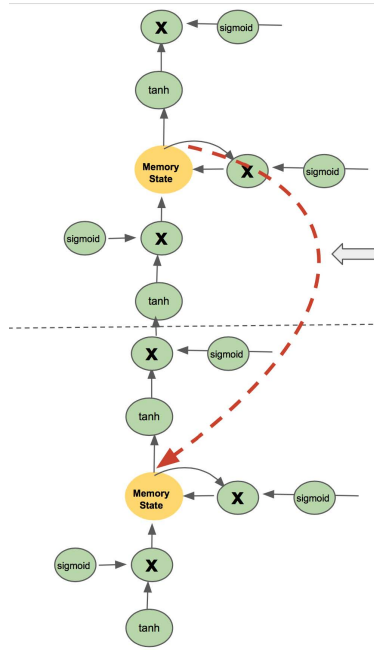 X
sigmoid
tanh
Memory
State
X
sigmoid
sigmoid
X
tanh
X
sigmoid
tanh
Memory
State
X
sigmoid
sigmoid
X
tanh